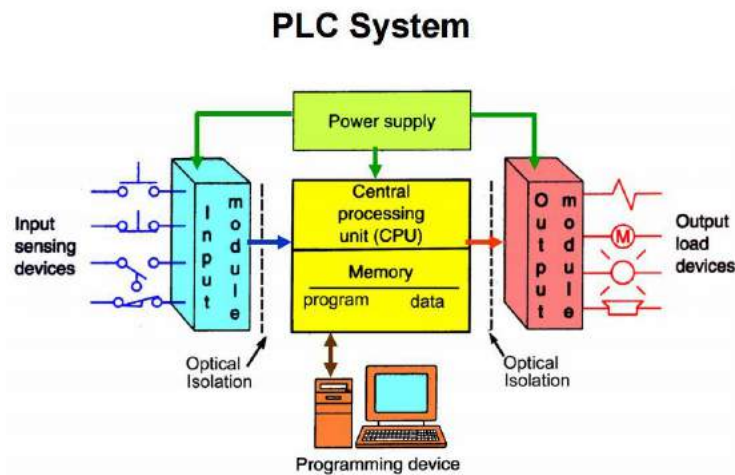 PLC System
Power supply
Input
sensing
devices
Input
module
Central
processing
unit (CPU)
Memory
program data
Output
module
M
Output
load
devices
Optical
Isolation
Optical
Isolation
Programming device